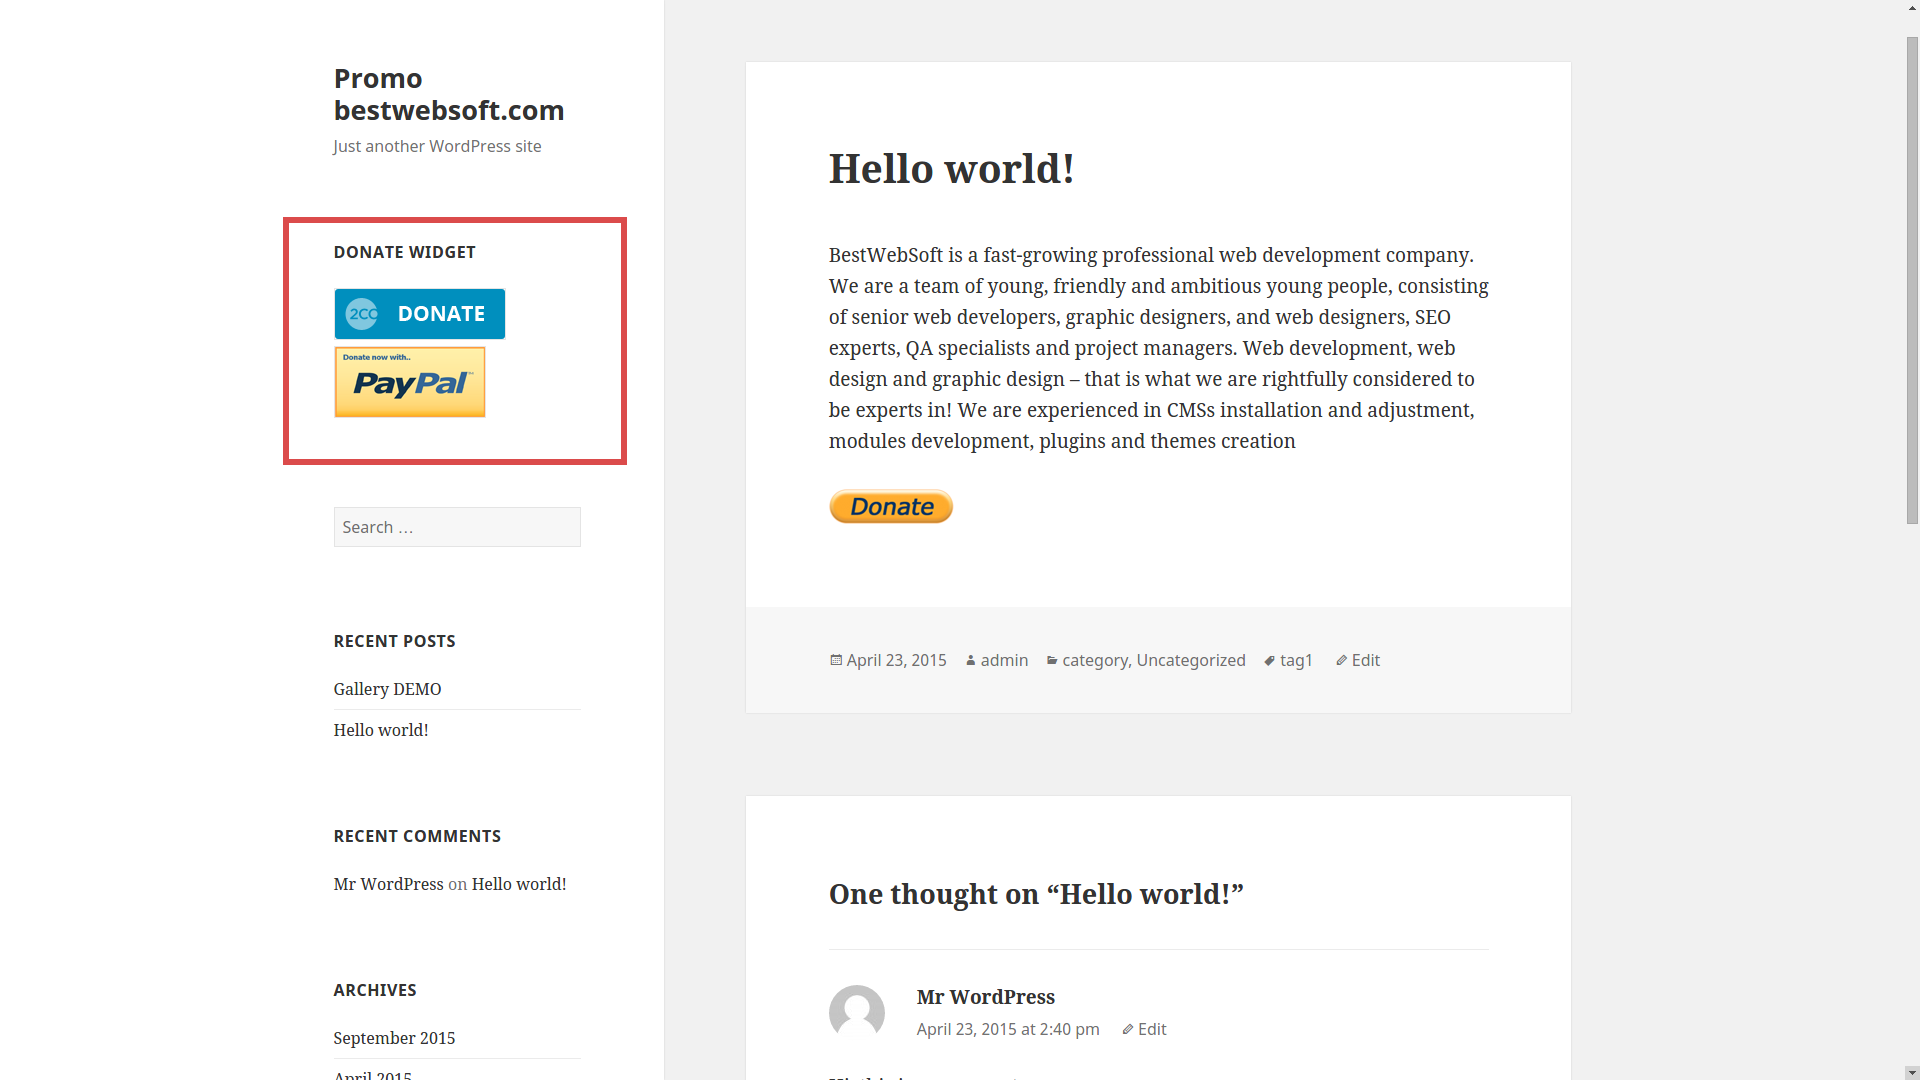 Promo
bestwebsoft.com
Just another WordPress site
DONATE WIDGET
2CO DONATE
Donate now with..
PayPal
Search …
RECENT POSTS
Gallery DEMO
Hello world!
RECENT COMMENTS
Mr WordPress on Hello world!
ARCHIVES
September 2015
April 2015
Hello world!
BestWebSoft is a fast-growing professional web development company.
We are a team of young, friendly and ambitious young people, consisting
of senior web developers, graphic designers, and web designers, SEO
experts, QA specialists and project managers. Web development, web
design and graphic design – that is what we are rightfully considered to
be experts in! We are experienced in CMSs installation and adjustment,
modules development, plugins and themes creation
Donate
April 23, 2015 admin category, Uncategorized tag1 Edit
One thought on “Hello world!”
Mr WordPress
April 23, 2015 at 2:40 pm Edit